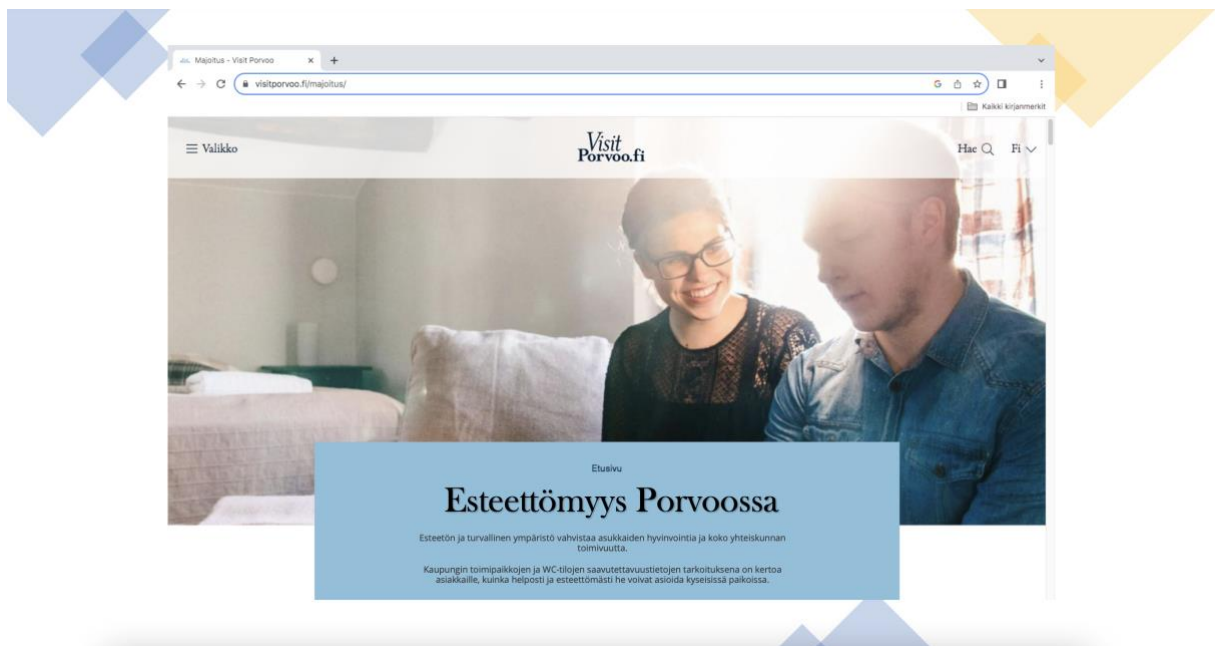 Majoitus - Visit Porvoo
visitporvoo.fi/majoitus/
Kaikki kirjanmerkit
Valikko
Visit
Porvoo.fi
Hae
Fi
Etusivu
Esteettömyys Porvoossa
Esteetön ja turvallinen ympäristö vahvistaa asukkaiden hyvinvointia ja koko yhteiskunnan
toimivuutta.
Kaupungin toimipaikkojen ja WC-tilojen saavutettavuustietojen tarkoituksena on kertoa
asiakkaille, kuinka helposti ja esteettömästi he voivat asioida kyseisissä paikoissa.